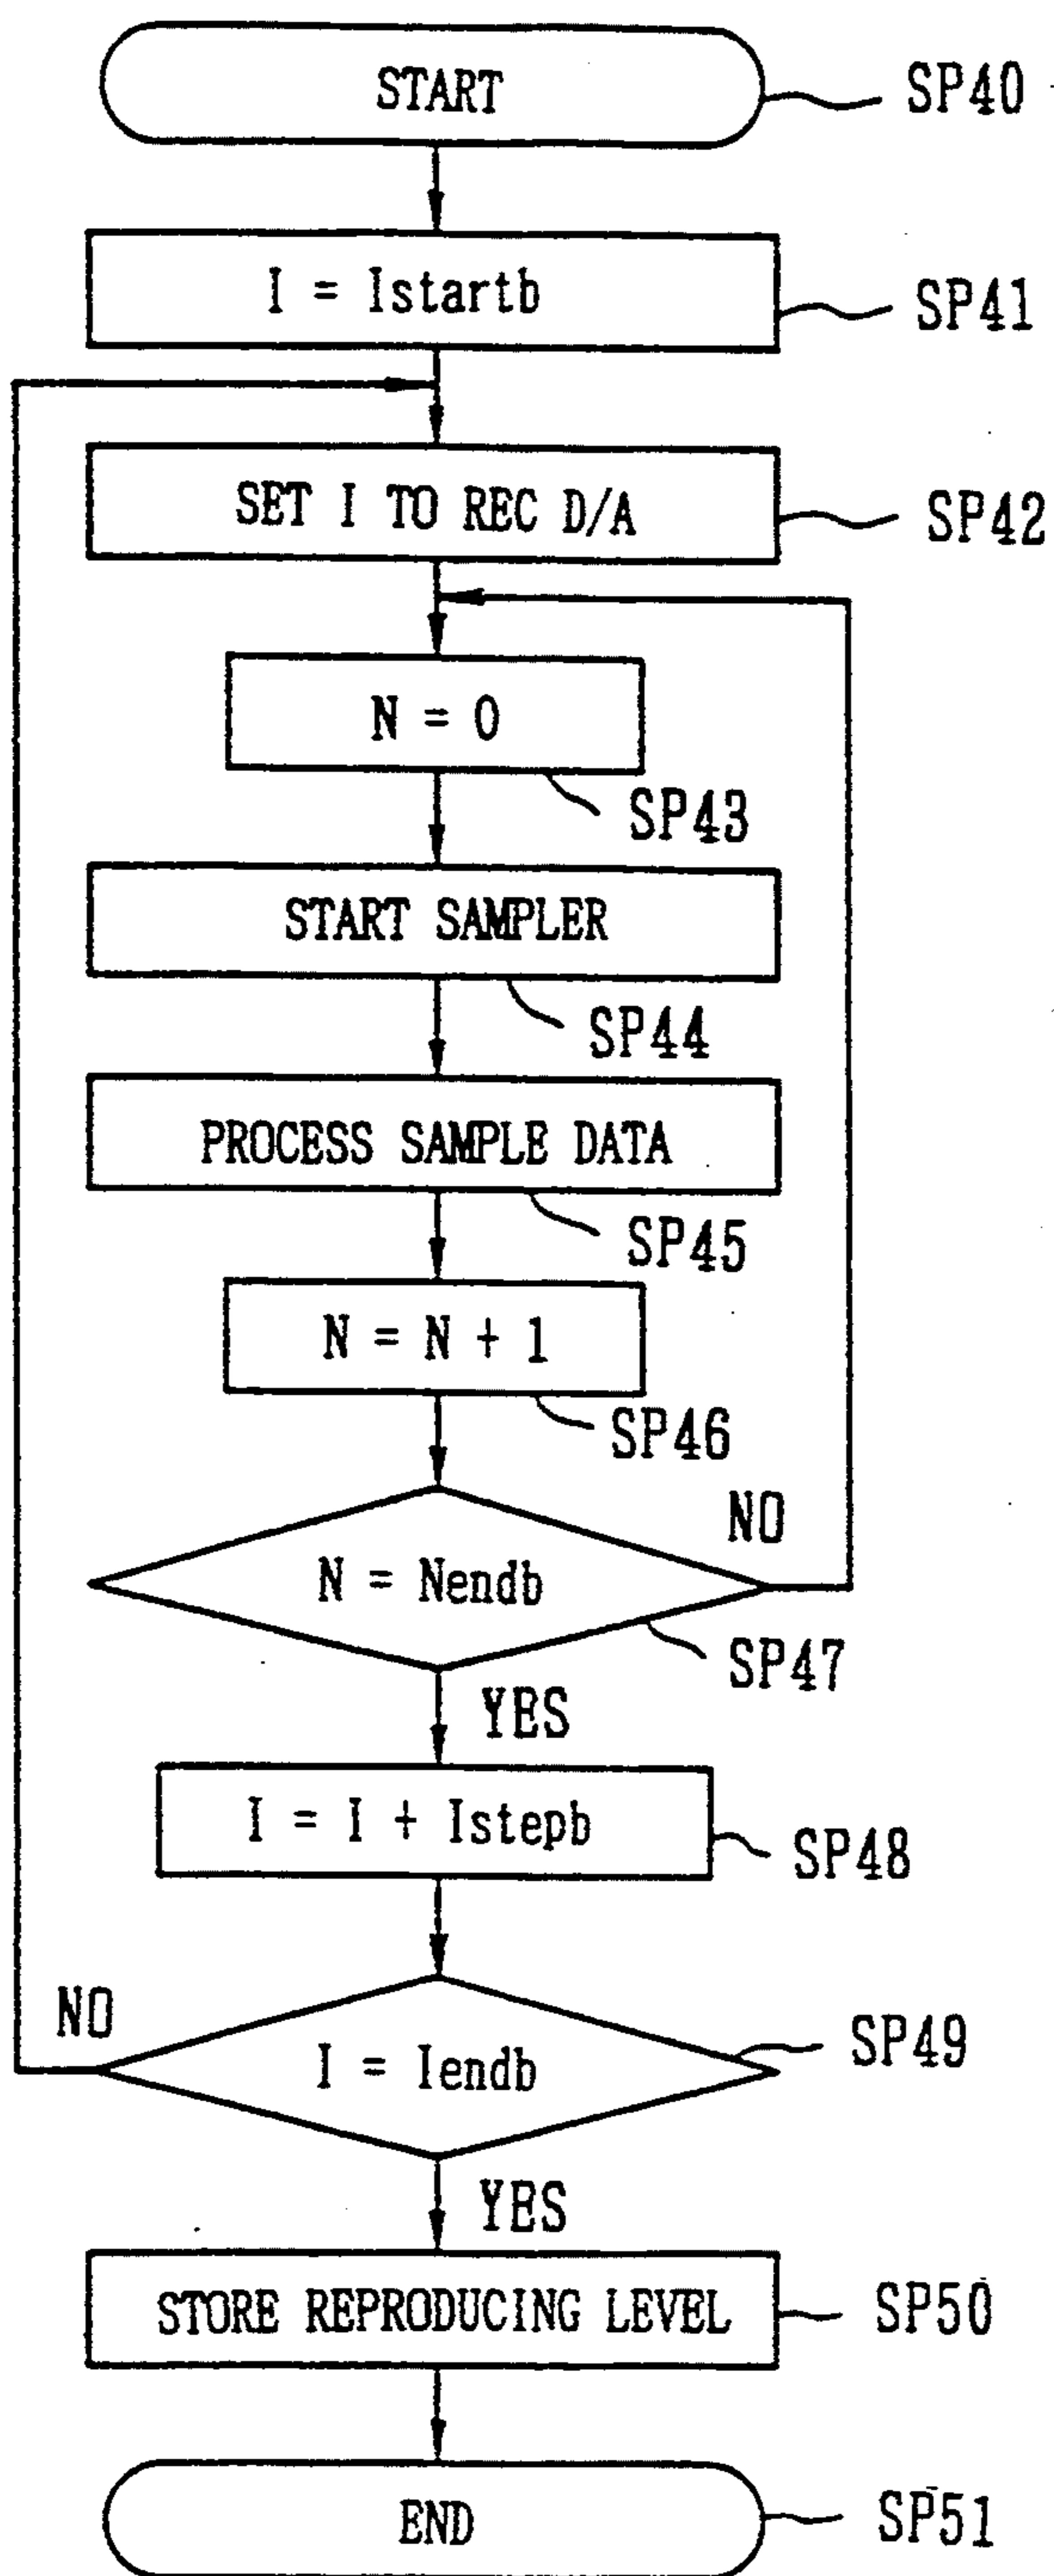 START
SP40
I = Istartb
SP41
SET I TO REC D/A
SP42
N = 0
SP43
START SAMPLER
SP44
PROCESS SAMPLE DATA
SP45
N = N + 1
SP46
NO
N = Nendb
SP47
YES
I = I + Istepb
SP48
NO
I = Iendb
SP49
YES
STORE REPRODUCING LEVEL
SP50
END
SP51